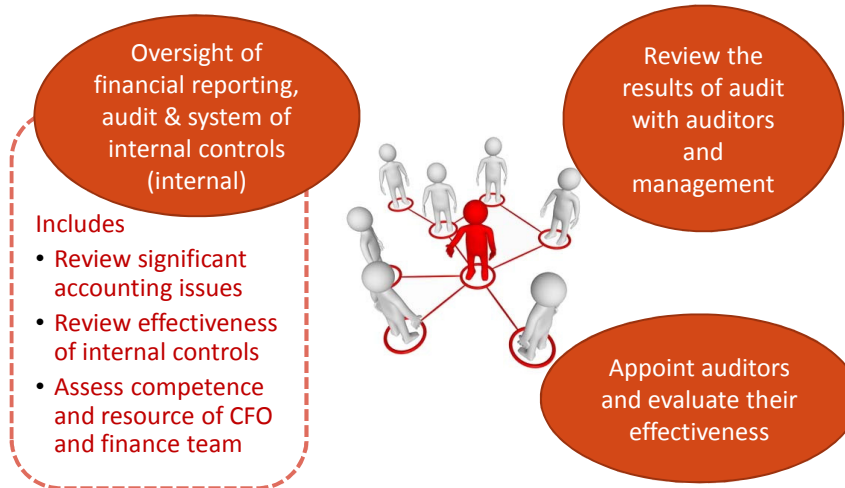 Oversight of
financial reporting,
audit & system of
internal controls
(internal)
Includes
• Review significant
accounting issues
• Review effectiveness
of internal controls
• Assess competence
and resource of CFO
and finance team
Review the
results of audit
with auditors
and
management
Appoint auditors
and evaluate their
effectiveness